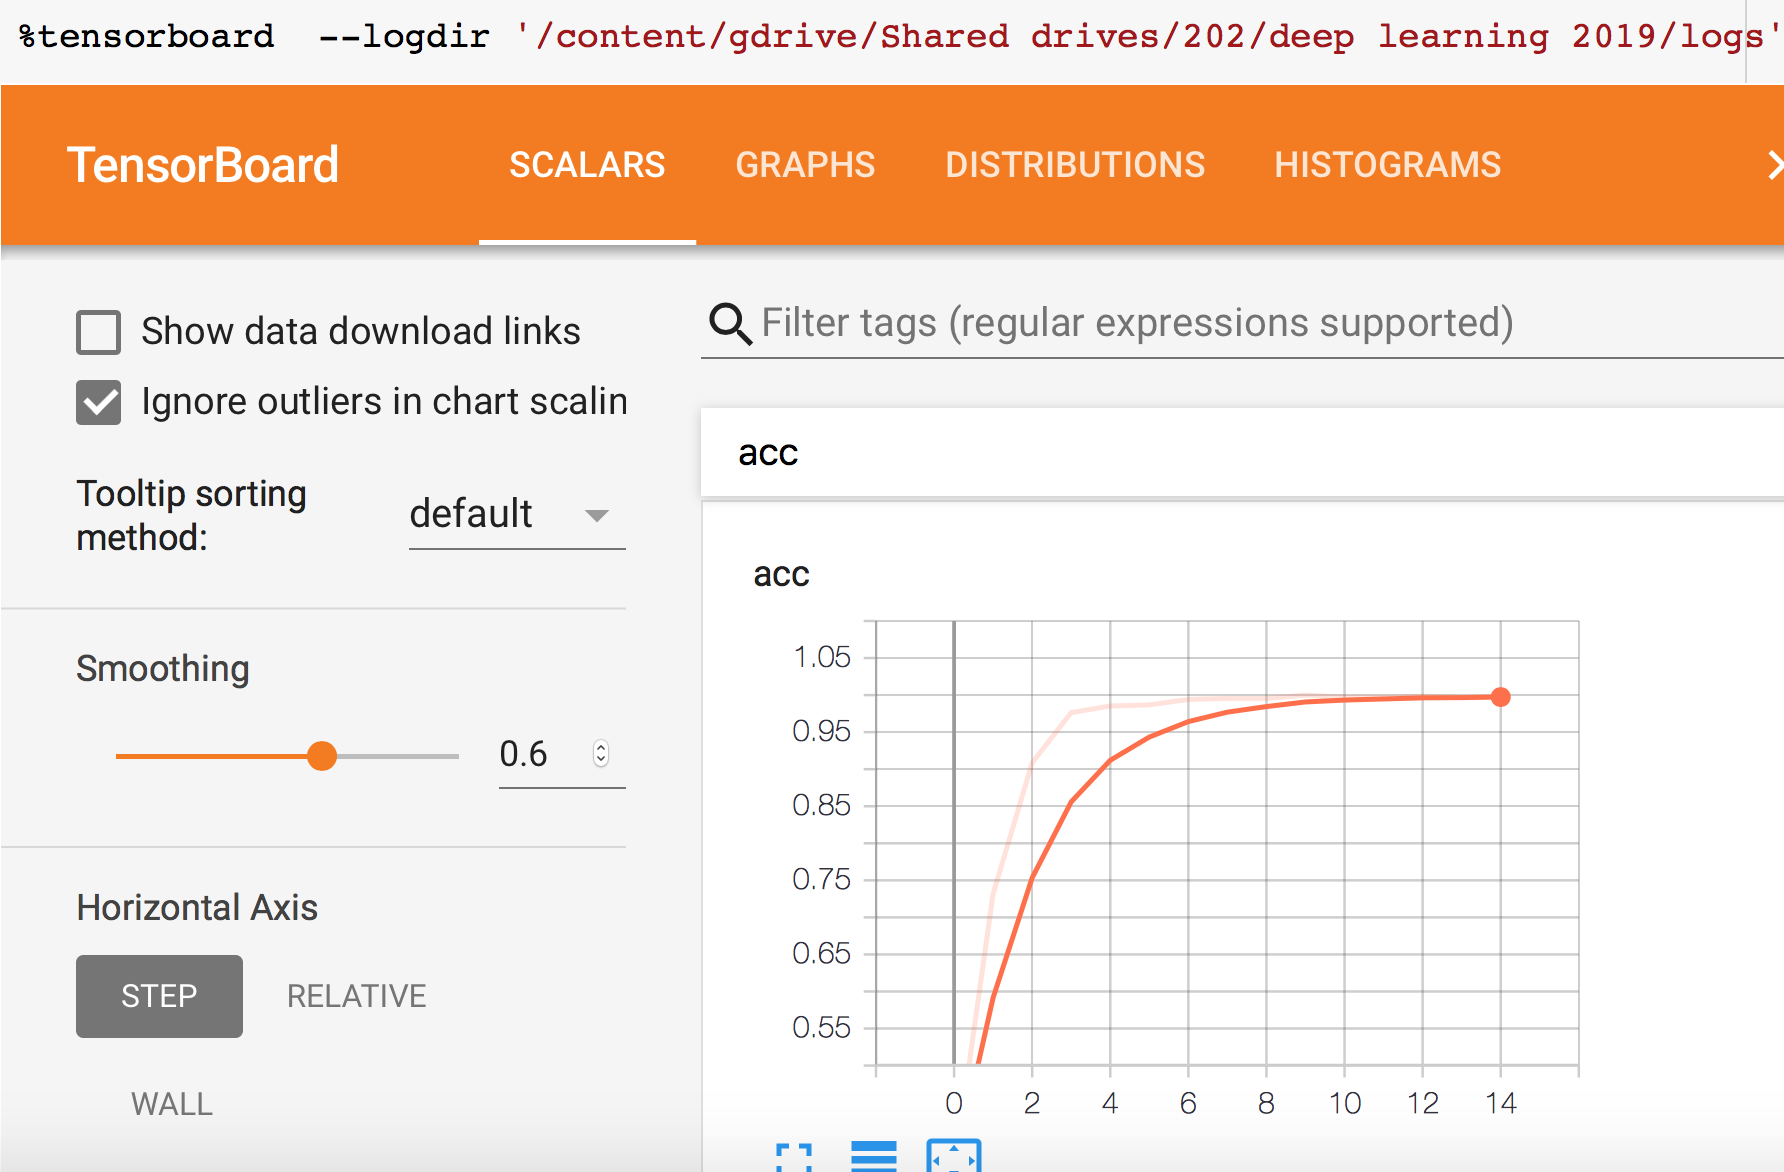 %tensorboard  --logdir '/content/gdrive/Shared drives/202/deep learning 2019/logs'
TensorBoard SCALARS GRAPHS DISTRIBUTIONS HISTOGRAMS
Show data download links
Ignore outliers in chart scalin
Tooltip sorting
method:
default
Smoothing
0.6
Horizontal Axis
STEP RELATIVE
WALL
Filter tags (regular expressions supported)
acc
acc
1.05
0.95
0.85
0.75
0.65
0.55
0 2 4 6 8 10 12 14